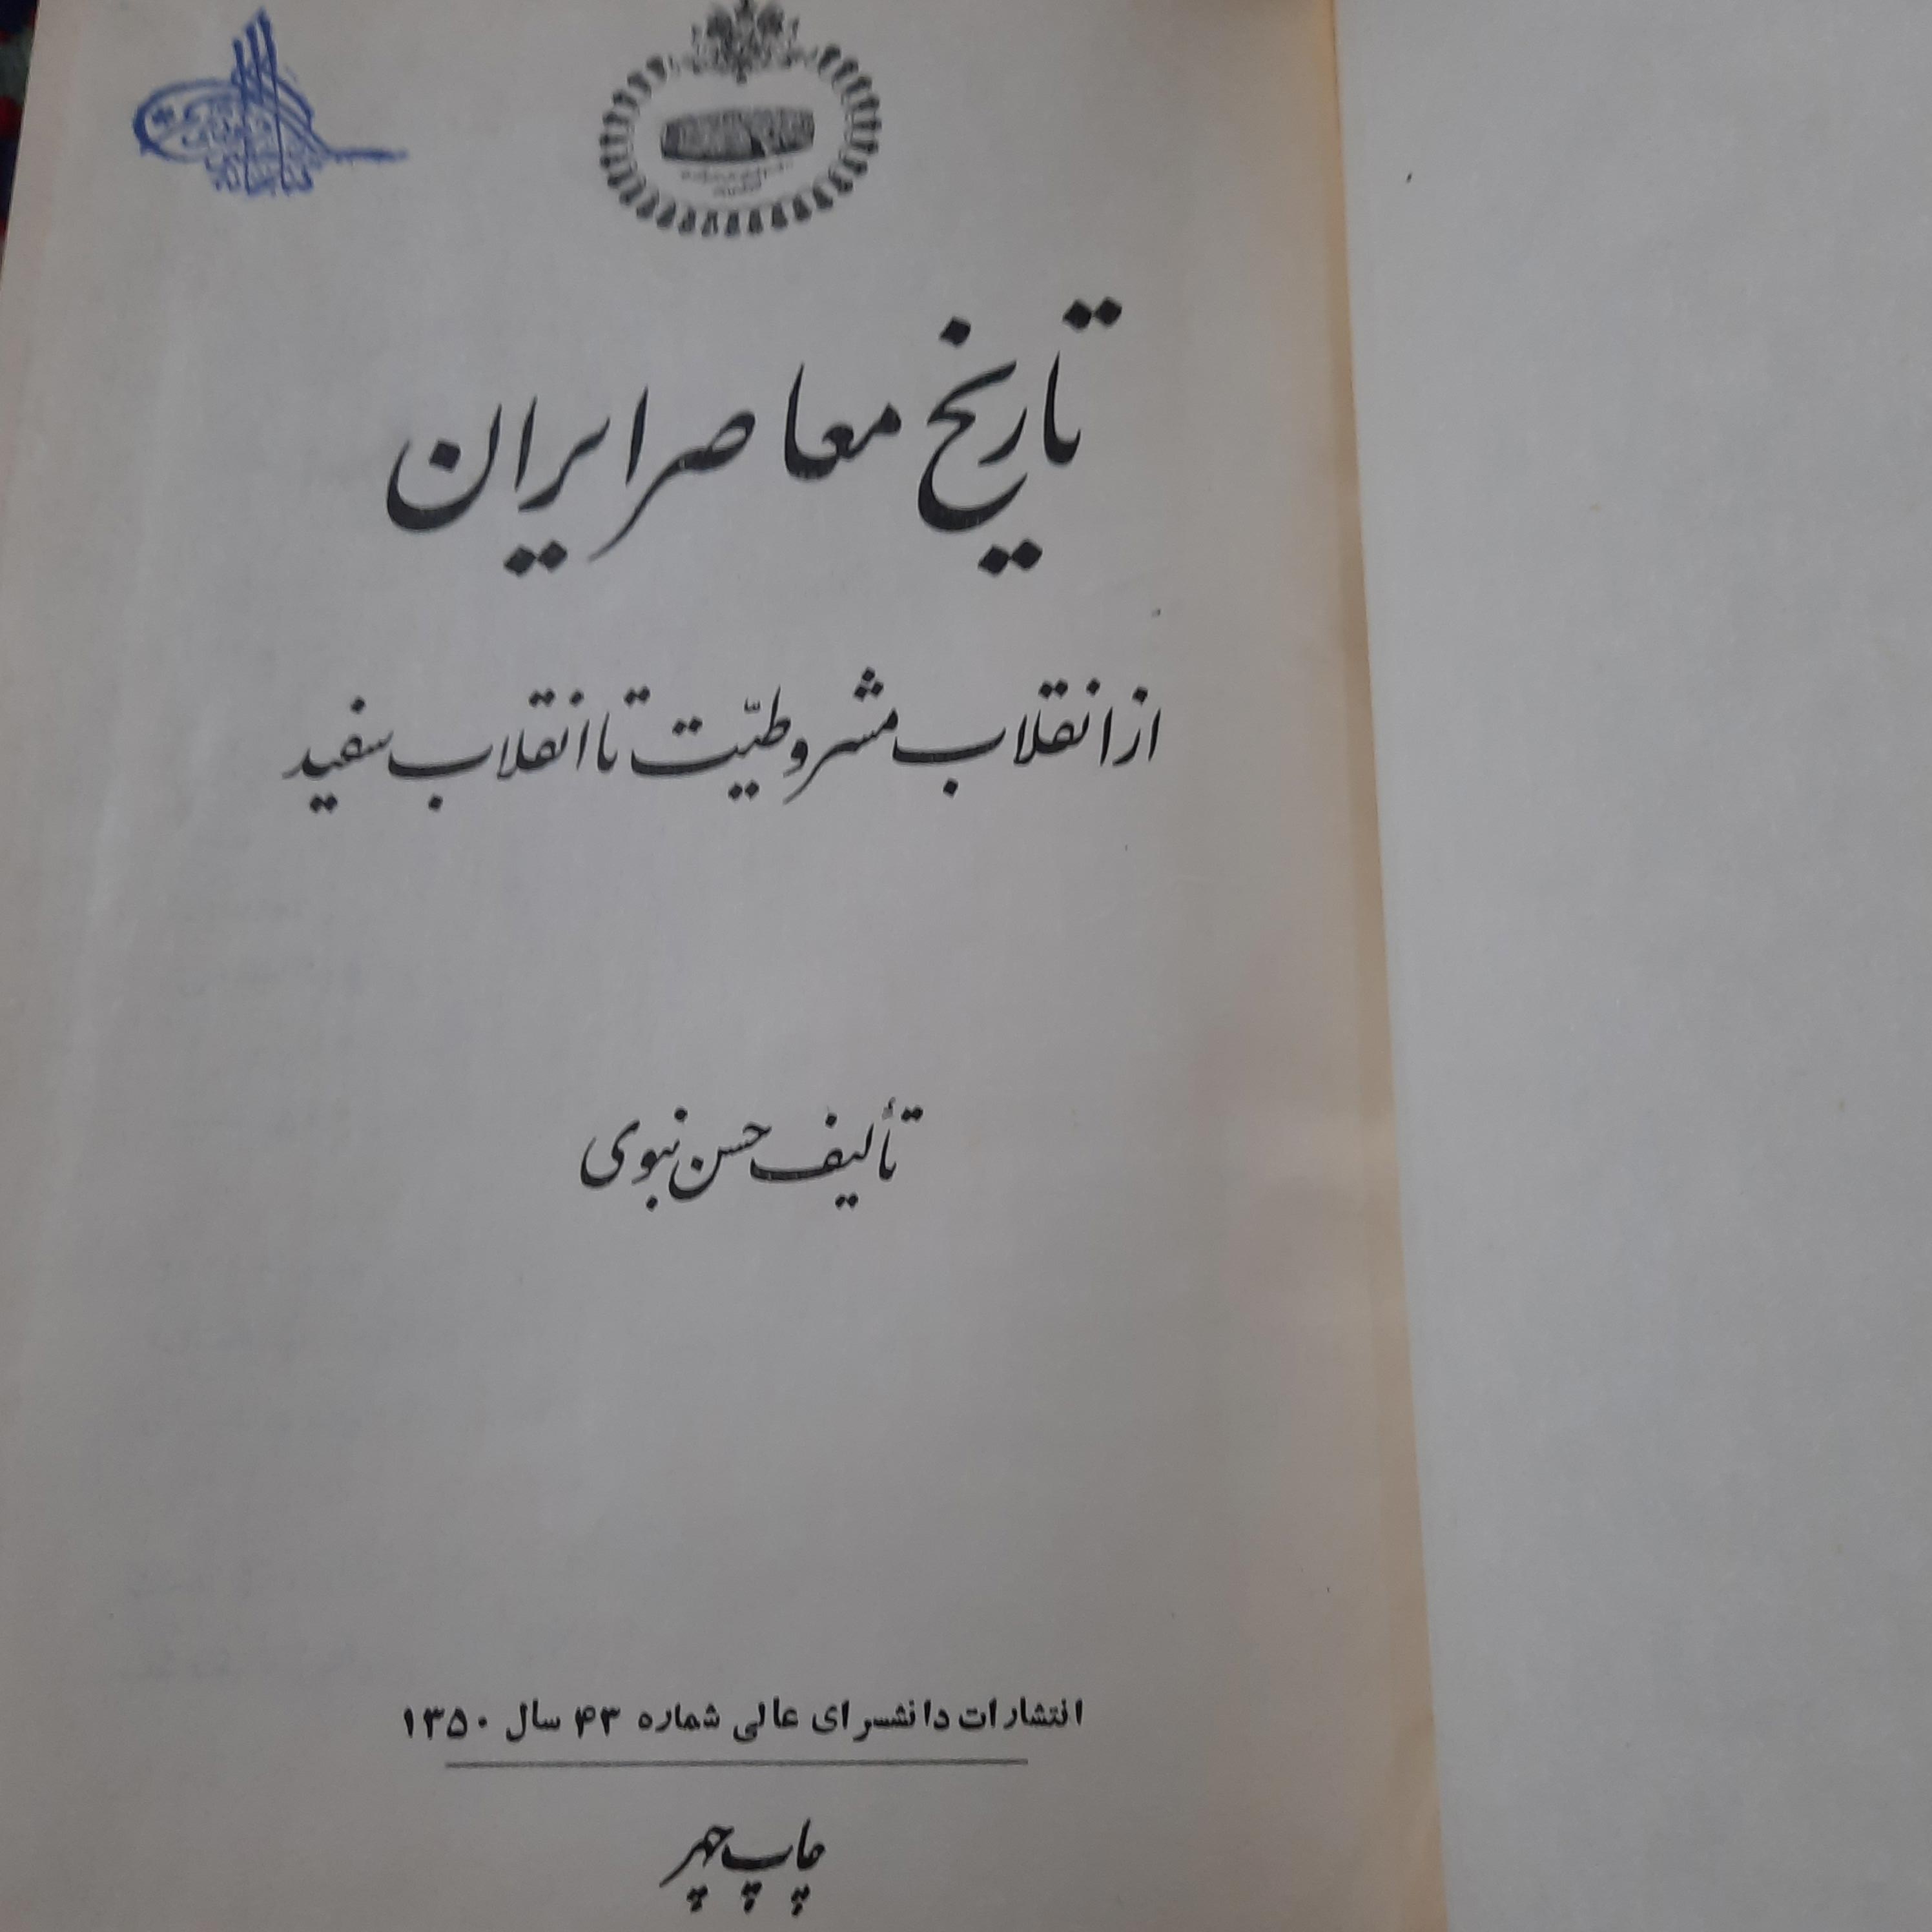 تاریخ معاصر ایران
از انقلاب مشروطیّت تا انقلاب سفید
تألیف حسن نبوی
انتشارات دانشسرای عالی شماره ۴۳ سال ۱۳۵۰
چاپ چهر